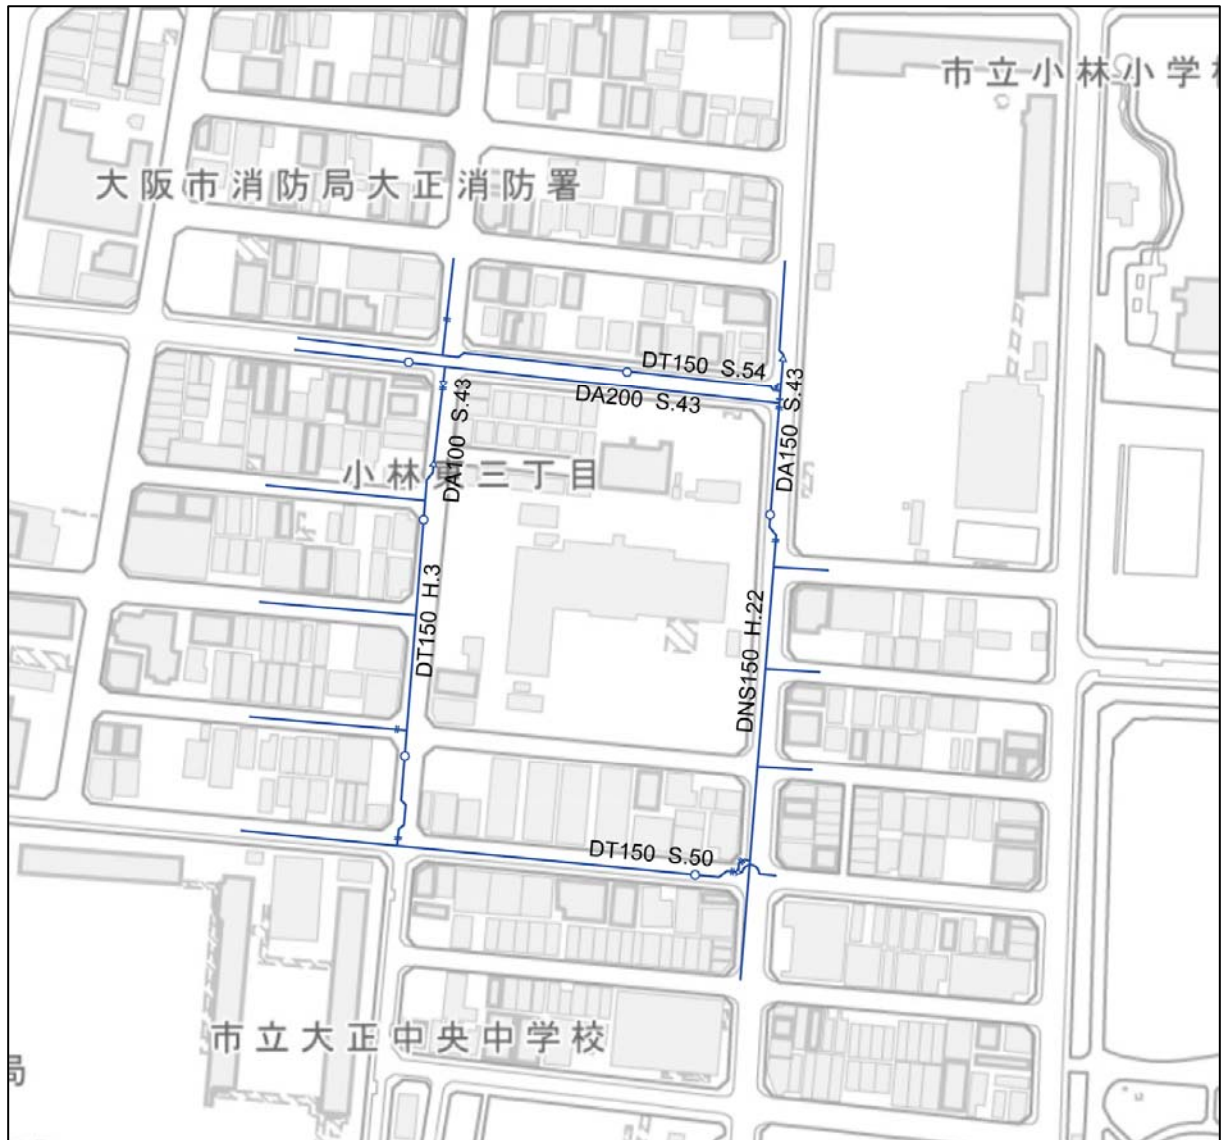 市立小林小学
大阪市消防局大正消防署
DT150 S.54
DA200 S.43
DA100 S.43
DA150 S.43
小林東三丁目
DT150 H.3
DNS150 H.22
DT150 S.50
市立大正中央中学校
局